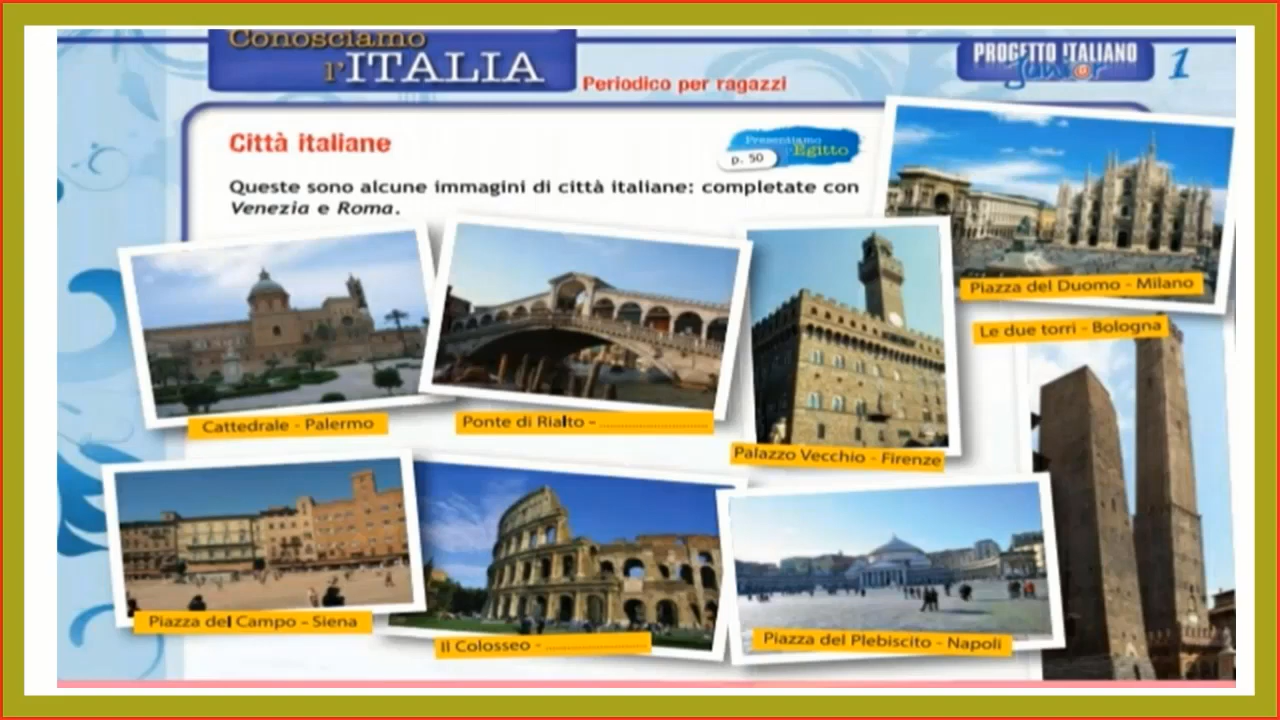 Conosciamo
l'ITALIA
Periodico per ragazzi
PROGETTO ITALIANO
Junior 1
Città italiane
Presentiamo
l'Egitto
p. 50
Queste sono alcune immagini di città italiane: completate con
Venezia e Roma.
Piazza del Duomo - Milano
Le due torri - Bologna
Cattedrale - Palermo
Ponte di Rialto - ..............................
Palazzo Vecchio - Firenze
Piazza del Campo - Siena
Il Colosseo - ..............................
Piazza del Plebiscito - Napoli